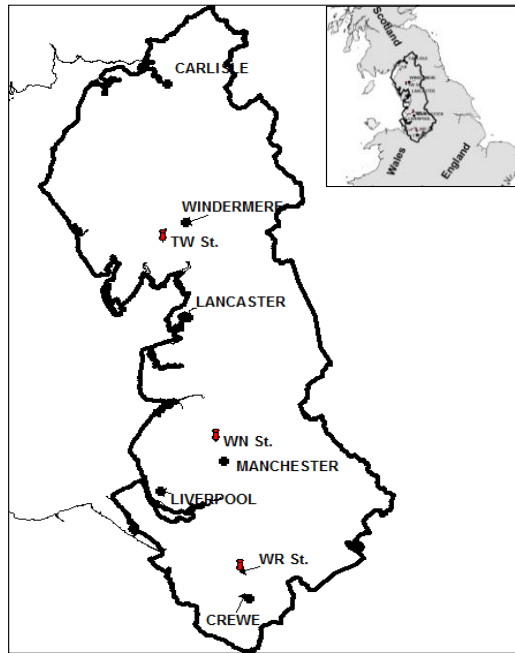 CARLISLE
WINDERMERE
TW St.
LANCASTER
WN St.
MANCHESTER
LIVERPOOL
WR St.
CREWE
Scotland
Wales
England